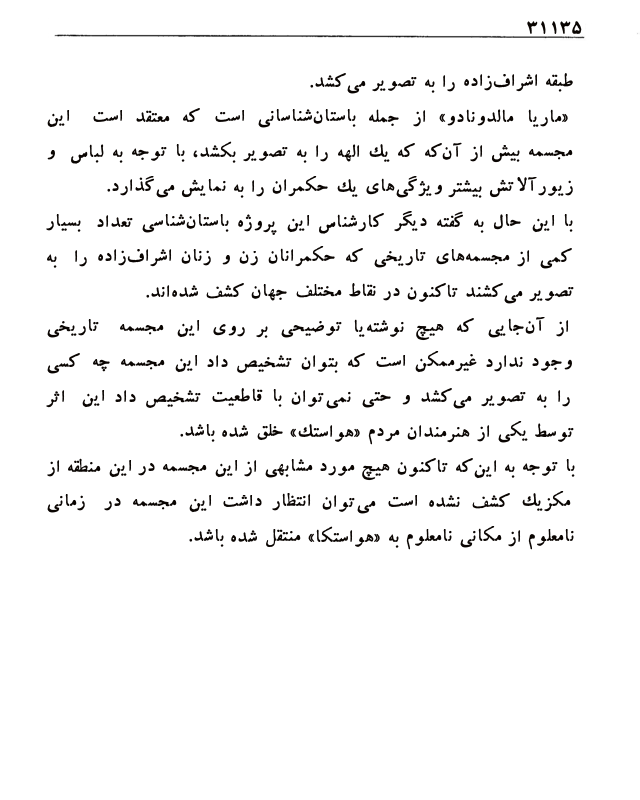 ۳۱۱۳۵
طبقه اشراف‌زاده را به تصویر می‌کشد.
«ماریا مالدونادو» از جمله باستان‌شناسانی است که معتقد است این
مجسمه بیش از آن‌که که یك الهه را به تصویر بکشد، با توجه به لباس و
زیورآلاتش بیشتر ویژگی‌های یك حکمران را به نمایش می‌گذارد.
با این حال به گفته دیگر کارشناس این پروژه باستان‌شناسی تعداد بسیار
کمی از مجسمه‌های تاریخی که حکمرانان زن و زنان اشراف‌زاده را به
تصویر می‌کشند تاکنون در نقاط مختلف جهان کشف شده‌اند.
از آن‌جایی که هیچ نوشته‌یا توضیحی بر روی این مجسمه تاریخی
وجود ندارد غیرممکن است که بتوان تشخیص داد این مجسمه چه کسی
را به تصویر می‌کشد و حتی نمی‌توان با قاطعیت تشخیص داد این اثر
توسط یکی از هنرمندان مردم «هواستك» خلق شده باشد.
با توجه به این‌که تاکنون هیچ مورد مشابهی از این مجسمه در این منطقه از
مکزیك کشف نشده است می‌توان انتظار داشت این مجسمه در زمانی
نامعلوم از مکانی نامعلوم به «هواستکا» منتقل شده باشد.